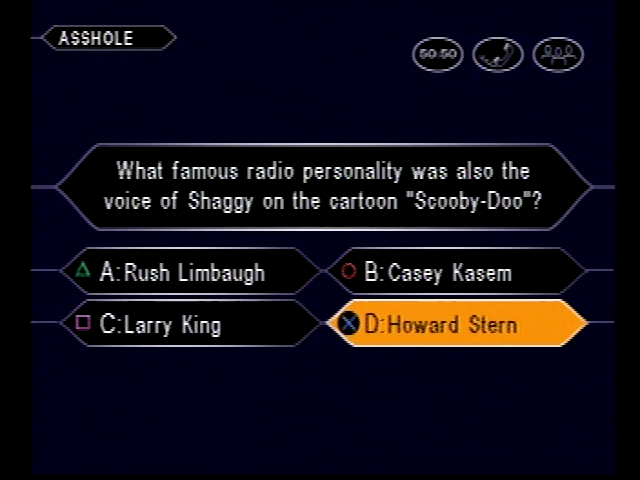 ASSHOLE
50:50
What famous radio personality was also the
voice of Shaggy on the cartoon "Scooby-Doo"?
A: Rush Limbaugh
B: Casey Kasem
C: Larry King
D: Howard Stern